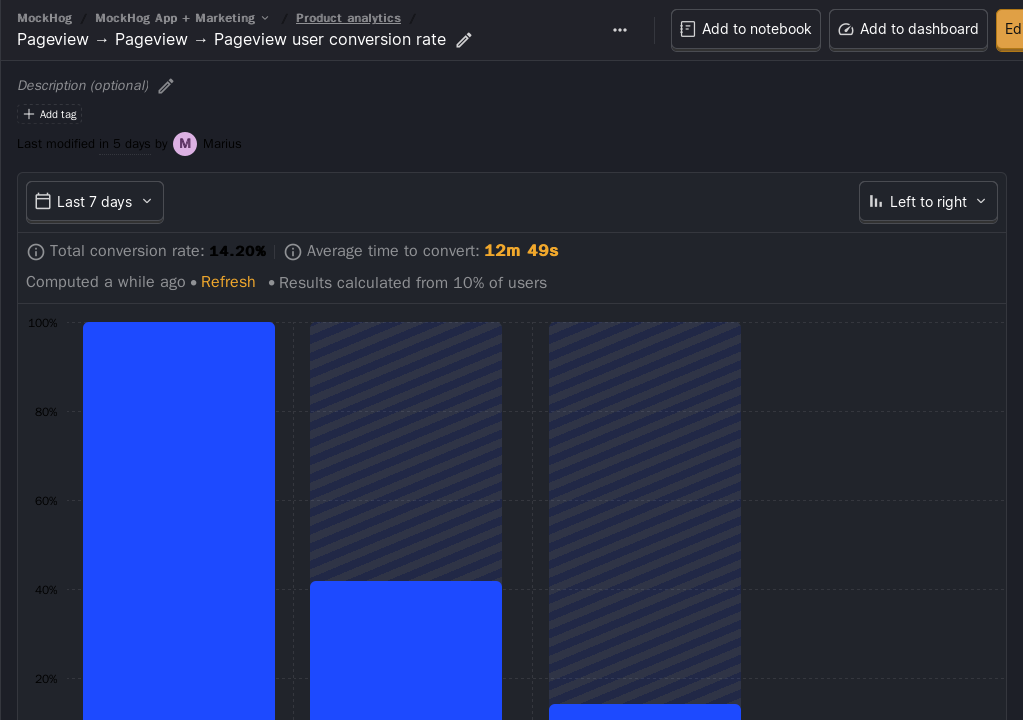 MockHog / MockHog App + Marketing / Product analytics /
Pageview → Pageview → Pageview user conversion rate
Add to notebook
Add to dashboard
Ed
Description (optional)
Add tag
Last modified in 5 days by M Marius
Last 7 days
Left to right
Total conversion rate: 14.20%
Average time to convert: 12m 49s
Computed a while ago • Refresh • Results calculated from 10% of users
100%
80%
60%
40%
20%